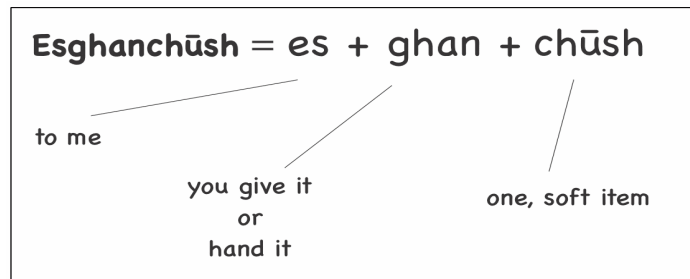 Esghanchūsh = es + ghan + chūsh
to me
you give it
or
hand it
one, soft item